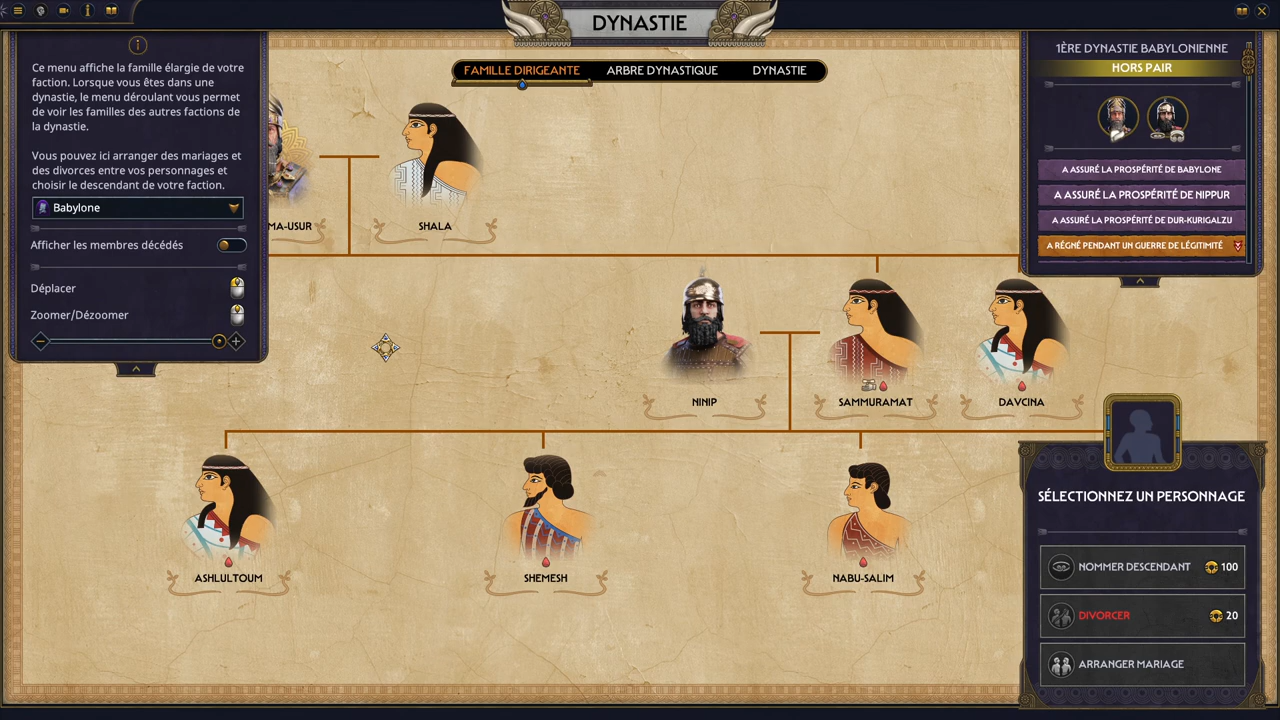 DYNASTIE
FAMILLE DIRIGEANTE
ARBRE DYNASTIQUE
DYNASTIE
Ce menu affiche la famille élargie de votre
faction. Lorsque vous êtes dans une
dynastie, le menu déroulant vous permet
de voir les familles des autres factions de
la dynastie.
Vous pouvez ici arranger des mariages et
des divorces entre vos personnages et
choisir le descendant de votre faction.
Babylone
Afficher les membres décédés
Déplacer
Zoomer/Dézoomer
MA-USUR
SHALA
NINIP
SAMMURAMAT
DAVCINA
ASHLULTOUM
SHEMESH
NABU-SALIM
1ÈRE DYNASTIE BABYLONIENNE
HORS PAIR
A ASSURÉ LA PROSPÉRITÉ DE BABYLONE
A ASSURÉ LA PROSPÉRITÉ DE NIPPUR
A ASSURÉ LA PROSPÉRITÉ DE DUR-KURIGALZU
A RÉGNÉ PENDANT UN GUERRE DE LÉGITIMITÉ
SÉLECTIONNEZ UN PERSONNAGE
NOMMER DESCENDANT 100
DIVORCER 20
ARRANGER MARIAGE